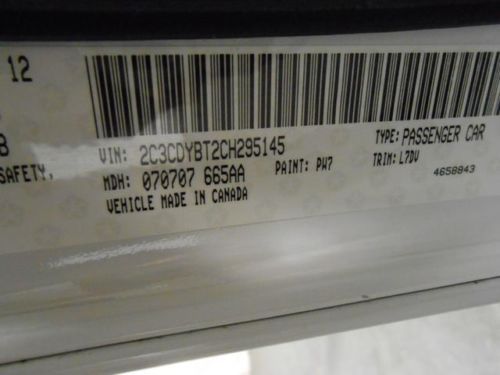 12
8
SAFETY,
VIN: 2C3CDYBT2CH295145
TYPE: PASSENGER CAR
MDH: 070707 665AA
PAINT: PW7
TRIM: L7DV
VEHICLE MADE IN CANADA
4658843